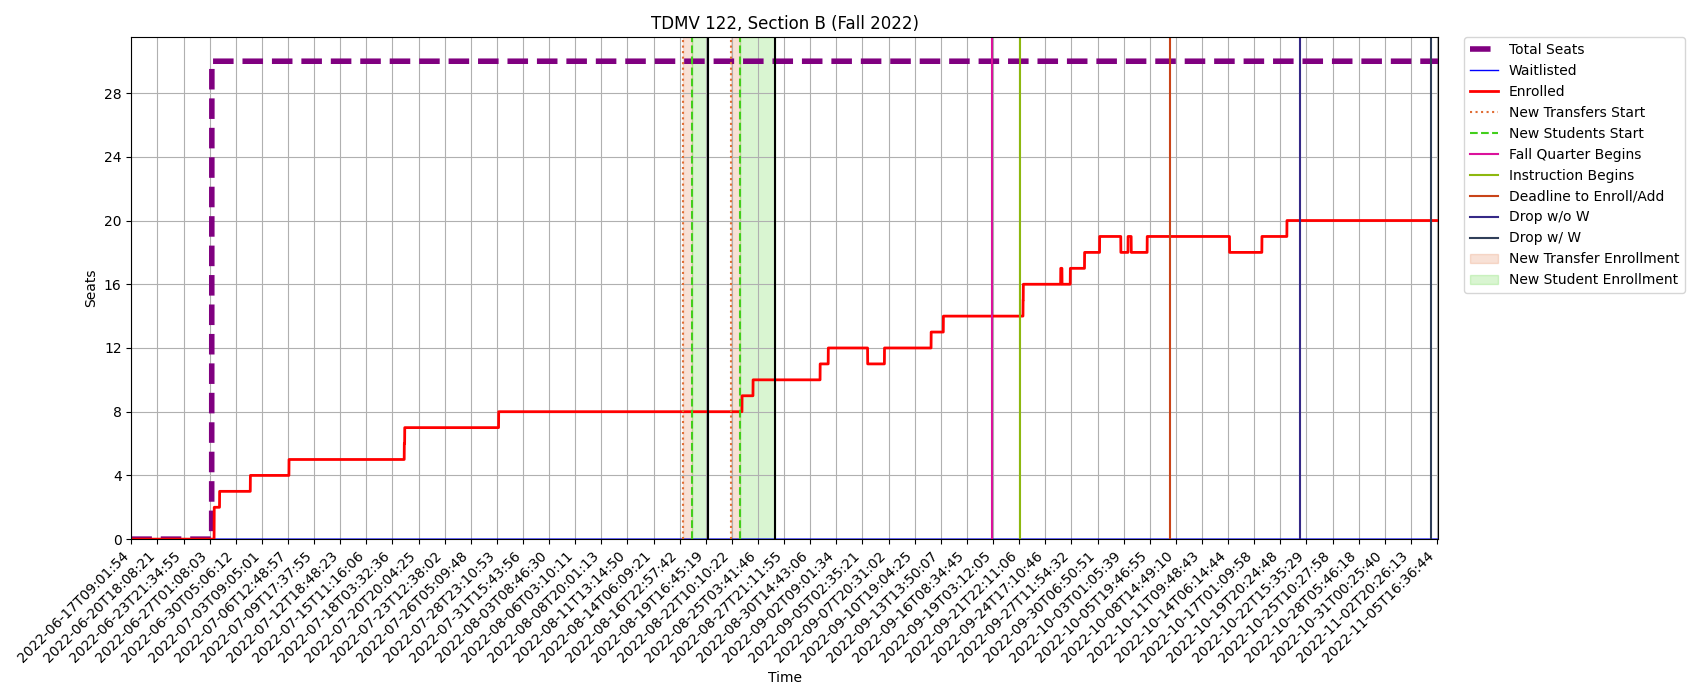 TDMV 122, Section B (Fall 2022)
Total Seats
Waitlisted
Enrolled
New Transfers Start
New Students Start
Fall Quarter Begins
Instruction Begins
Deadline to Enroll/Add
Drop w/o W
Drop w/ W
New Transfer Enrollment
New Student Enrollment
Seats
28
24
20
16
12
8
4
0
2022-06-17T09:01:54
2022-06-20T18:08:21
2022-06-23T21:34:55
2022-06-27T01:08:03
2022-06-30T05:06:12
2022-07-03T09:05:01
2022-07-06T12:48:57
2022-07-09T17:37:55
2022-07-12T18:48:23
2022-07-15T11:16:06
2022-07-18T03:32:36
2022-07-20T20:04:25
2022-07-23T12:38:02
2022-07-26T05:09:48
2022-07-28T23:10:53
2022-07-31T15:43:56
2022-08-03T08:46:30
2022-08-06T03:10:11
2022-08-08T20:01:13
2022-08-11T13:14:50
2022-08-14T06:09:21
2022-08-16T22:57:42
2022-08-19T16:45:19
2022-08-22T10:10:22
2022-08-25T03:41:46
2022-08-27T21:11:55
2022-08-30T14:43:06
2022-09-02T09:01:34
2022-09-05T02:35:21
2022-09-07T20:31:02
2022-09-10T19:04:25
2022-09-13T13:50:07
2022-09-16T08:34:45
2022-09-19T03:12:05
2022-09-21T22:11:06
2022-09-24T17:10:46
2022-09-27T11:54:32
2022-09-30T06:50:51
2022-10-03T01:05:39
2022-10-05T19:46:55
2022-10-08T14:49:10
2022-10-11T09:48:43
2022-10-14T06:14:44
2022-10-17T01:09:58
2022-10-19T20:24:48
2022-10-22T15:35:29
2022-10-25T10:27:58
2022-10-28T05:46:18
2022-10-31T00:25:40
2022-11-02T20:26:13
2022-11-05T16:36:44
Time